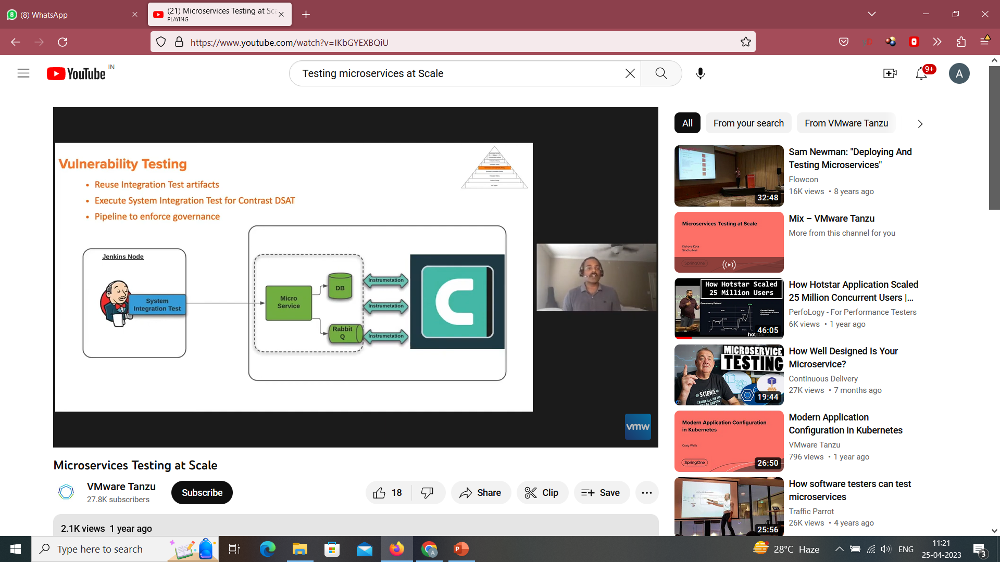 (8) WhatsApp
(21) Microservices Testing at Sca
PLAYING
https://www.youtube.com/watch?v=IKbGYEXBQiU
YouTube
IN
Testing microservices at Scale
9+
A
Vulnerability Testing
• Reuse Integration Test artifacts
• Execute System Integration Test for Contrast DSAT
• Pipeline to enforce governance
Jenkins Node
System
Integration Test
Micro
Service
DB
Rabbit
Q
Instrumetation
Instrumetation
Instrumetation
vmw
Microservices Testing at Scale
VMware Tanzu
27.8K subscribers
Subscribe
18
Share
Clip
Save
2.1K views 1 year ago
All
From your search
From VMware Tanzu
32:48
Sam Newman: "Deploying And
Testing Microservices"
Flowcon
16K views • 8 years ago
Microservices Testing at Scale
Kishore Kota
Sindhu Nair
SpringOne
Mix – VMware Tanzu
More from this channel for you
How Hotstar Scaled
25 Million Users
Concurrency Pattern!
46:05
How Hotstar Application Scaled
25 Million Concurrent Users |...
PerfoLogy - For Performance Testers
6K views • 1 year ago
MICROSERVICE
TESTING
SCIENCE
19:44
How Well Designed Is Your
Microservice?
Continuous Delivery
27K views • 7 months ago
Modern Application Configuration
in Kubernetes
Craig Walls
SpringOne
26:50
Modern Application
Configuration in Kubernetes
VMware Tanzu
796 views • 1 year ago
25:56
How software testers can test
microservices
Traffic Parrot
26K views • 4 years ago
Type here to search
28°C Haze
ENG
11:21
25-04-2023
3